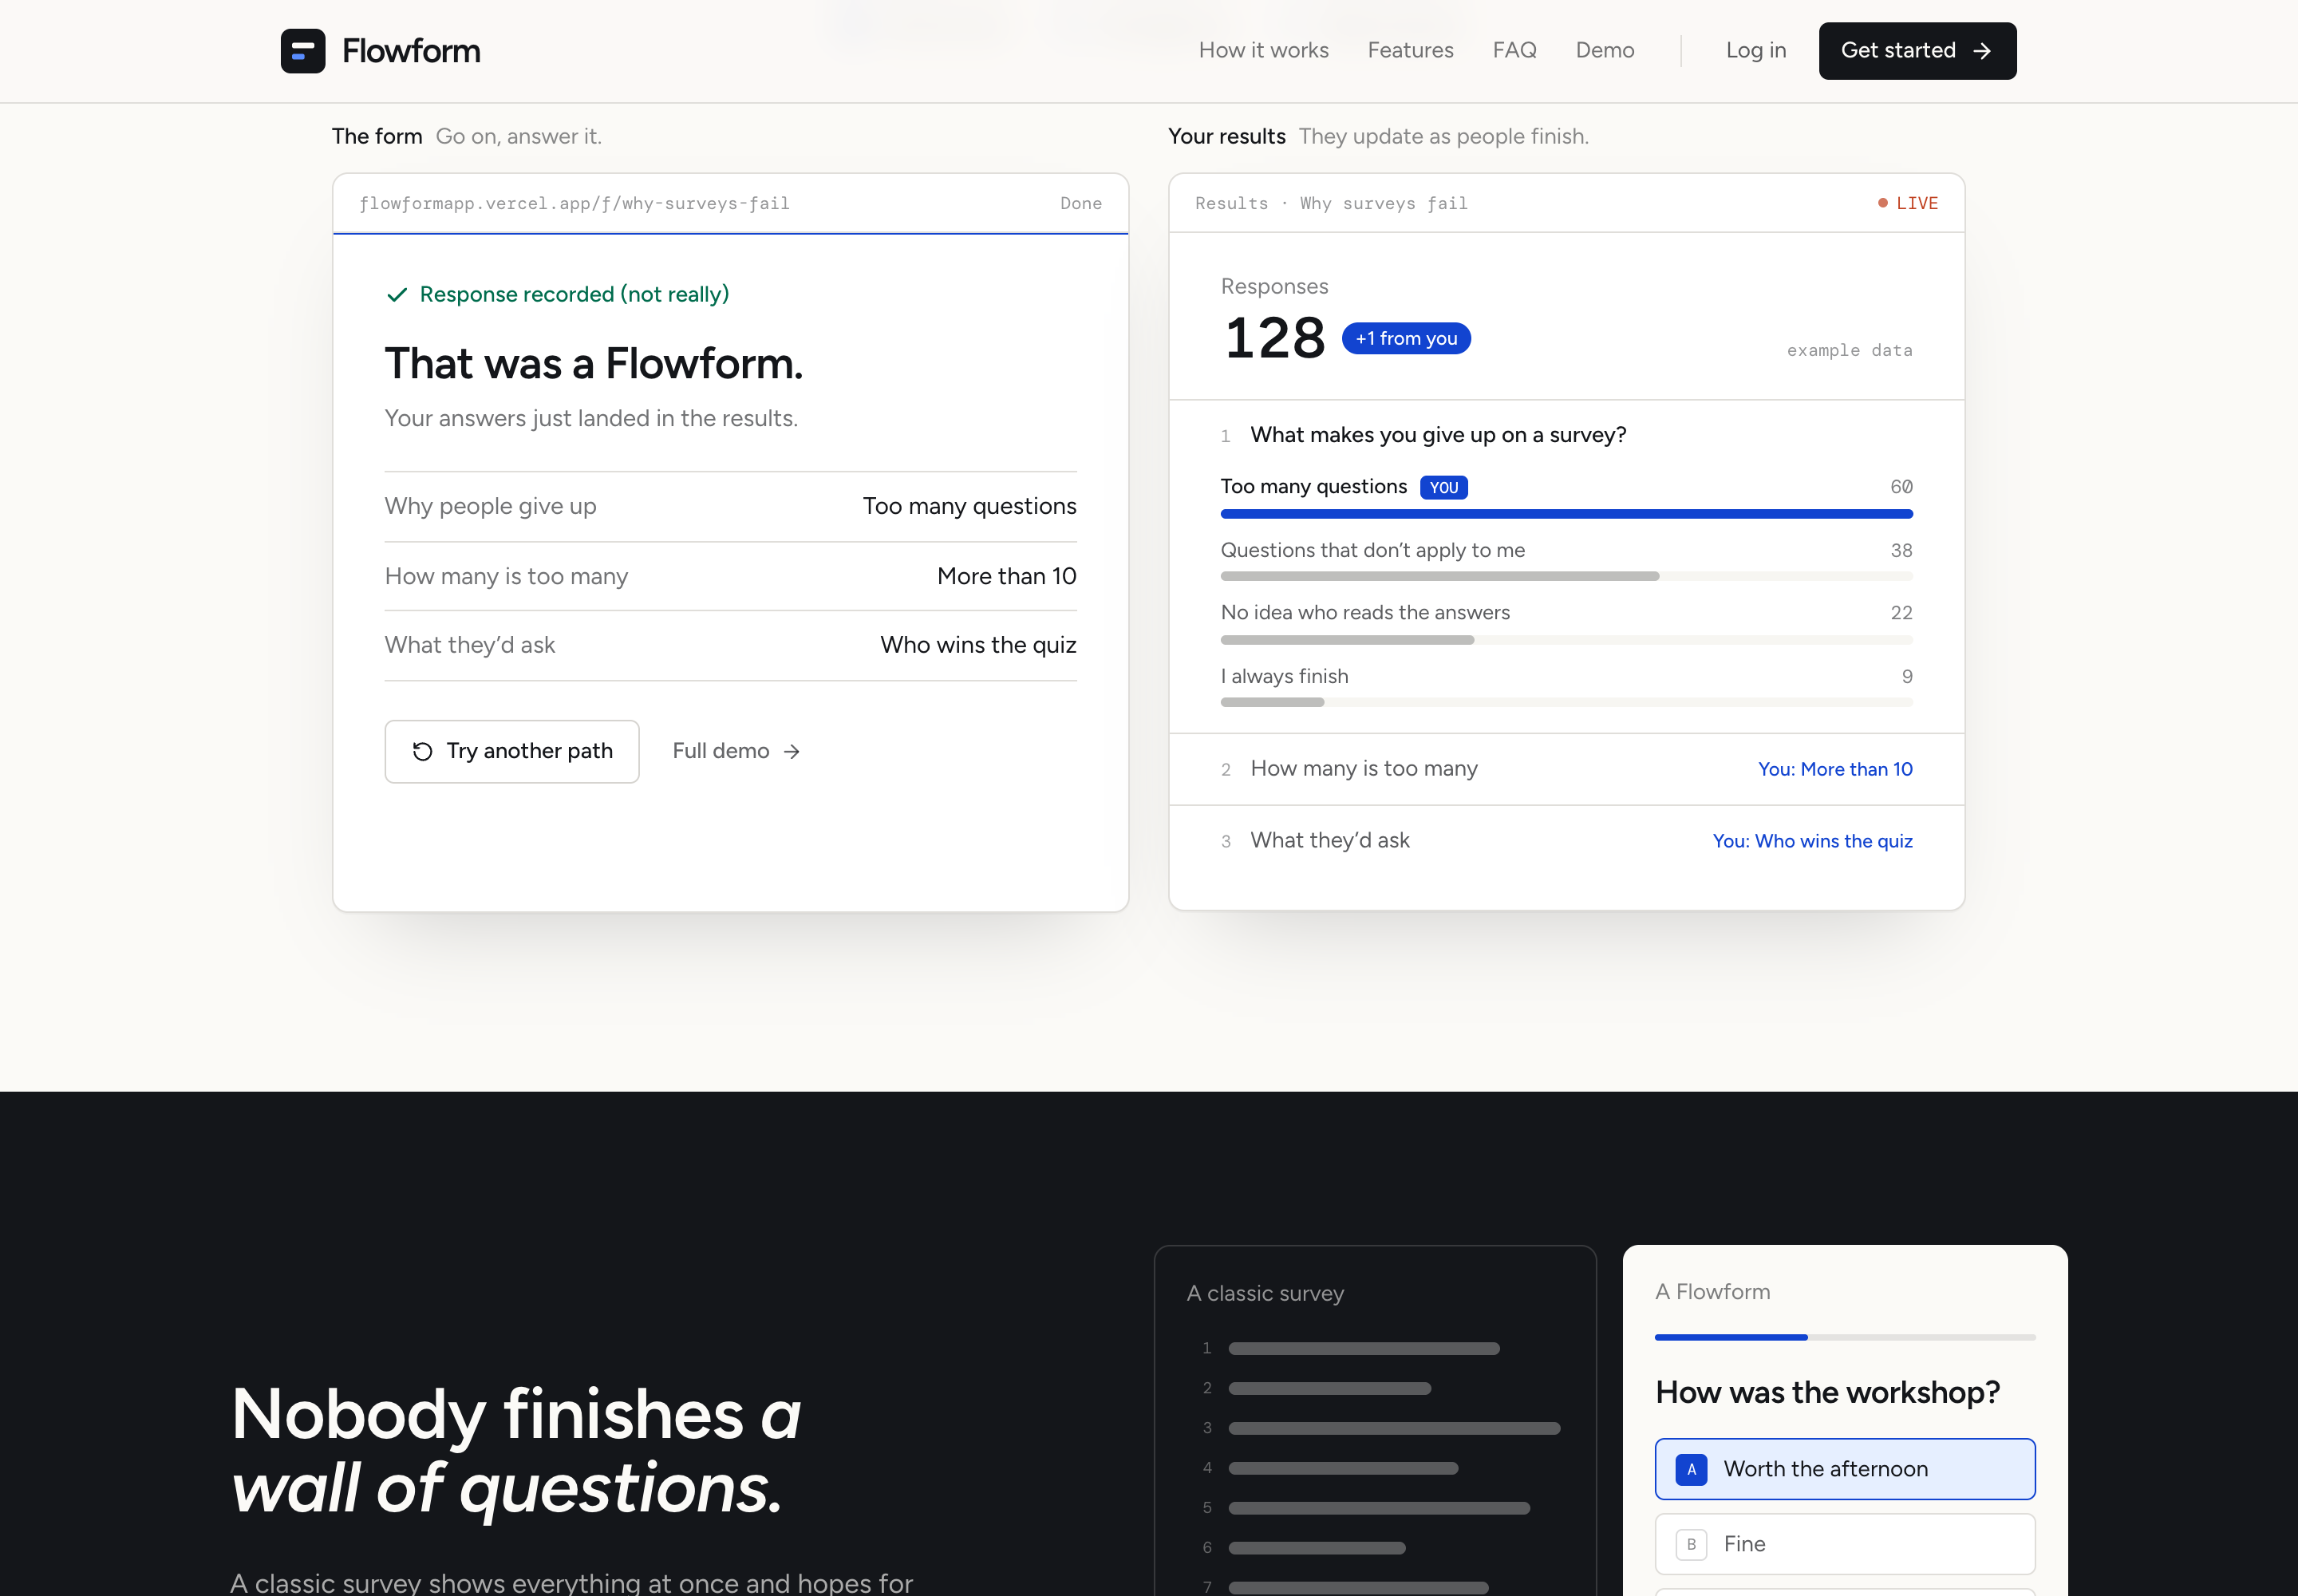 Flowform
How it works
Features
FAQ
Demo
Log in
Get started
The form Go on, answer it.
flowformapp.vercel.app/f/why-surveys-fail
Done
Response recorded (not really)
That was a Flowform.
Your answers just landed in the results.
Why people give up
Too many questions
How many is too many
More than 10
What they’d ask
Who wins the quiz
Try another path
Full demo
Your results They update as people finish.
Results · Why surveys fail
LIVE
Responses
128
+1 from you
example data
1 What makes you give up on a survey?
Too many questions YOU 60
Questions that don’t apply to me 38
No idea who reads the answers 22
I always finish 9
2 How many is too many You: More than 10
3 What they’d ask You: Who wins the quiz
Nobody finishes a
wall of questions.
A classic survey shows everything at once and hopes for
A classic survey
1
2
3
4
5
6
7
A Flowform
How was the workshop?
A Worth the afternoon
B Fine